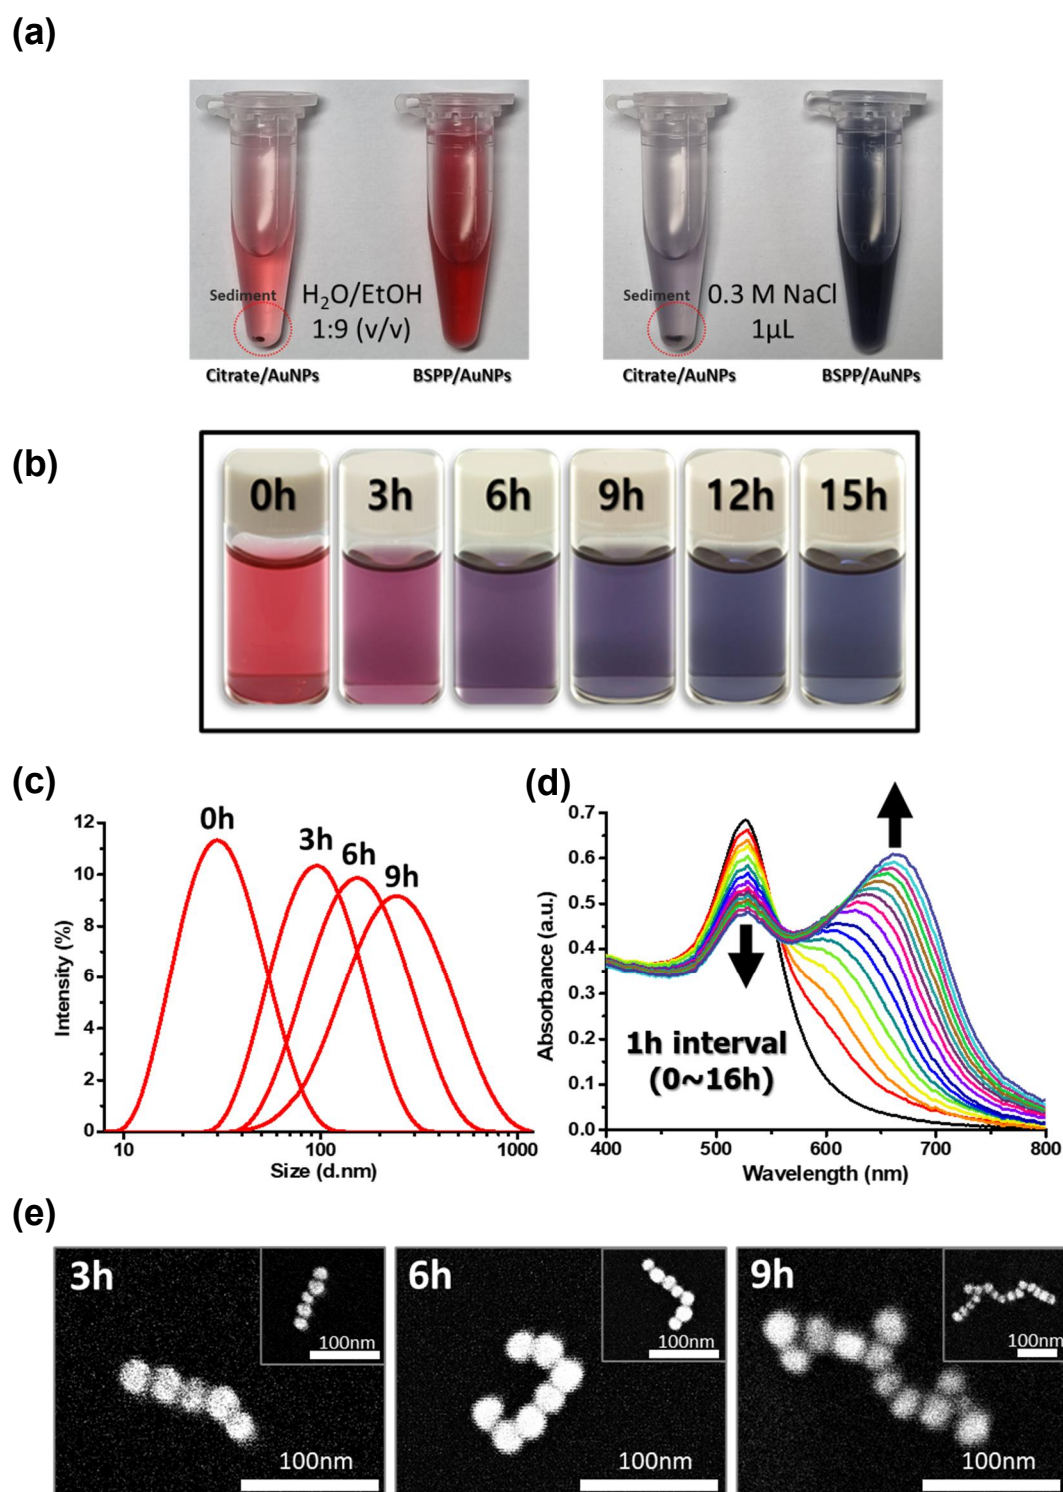 (a)
Sediment
H₂O/EtOH
1:9 (v/v)
Citrate/AuNPs
BSPP/AuNPs
Sediment
0.3 M NaCl
1μL
Citrate/AuNPs
BSPP/AuNPs
(b)
0h
3h
6h
9h
12h
15h
(c)
12
10
8
6
4
2
0
Intensity (%)
0h
3h
6h
9h
10
100
1000
Size (d.nm)
(d)
0.7
0.6
0.5
0.4
0.3
0.2
0.1
0.0
Absorbance (a.u.)
1h interval
(0~16h)
400
500
600
700
800
Wavelength (nm)
(e)
3h
100nm
100nm
6h
100nm
100nm
9h
100nm
100nm